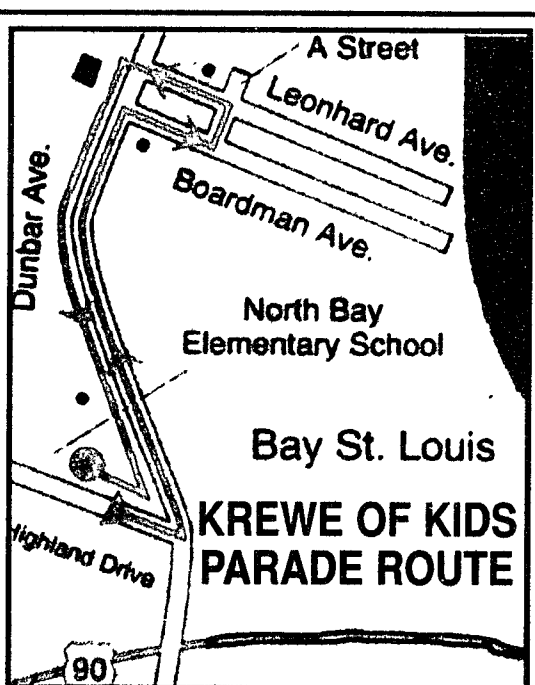 A Street
Leonhard Ave.
Boardman Ave.
Dunbar Ave.
North Bay
Elementary School
Bay St. Louis
KREWE OF KIDS
PARADE ROUTE
Highland Drive
90